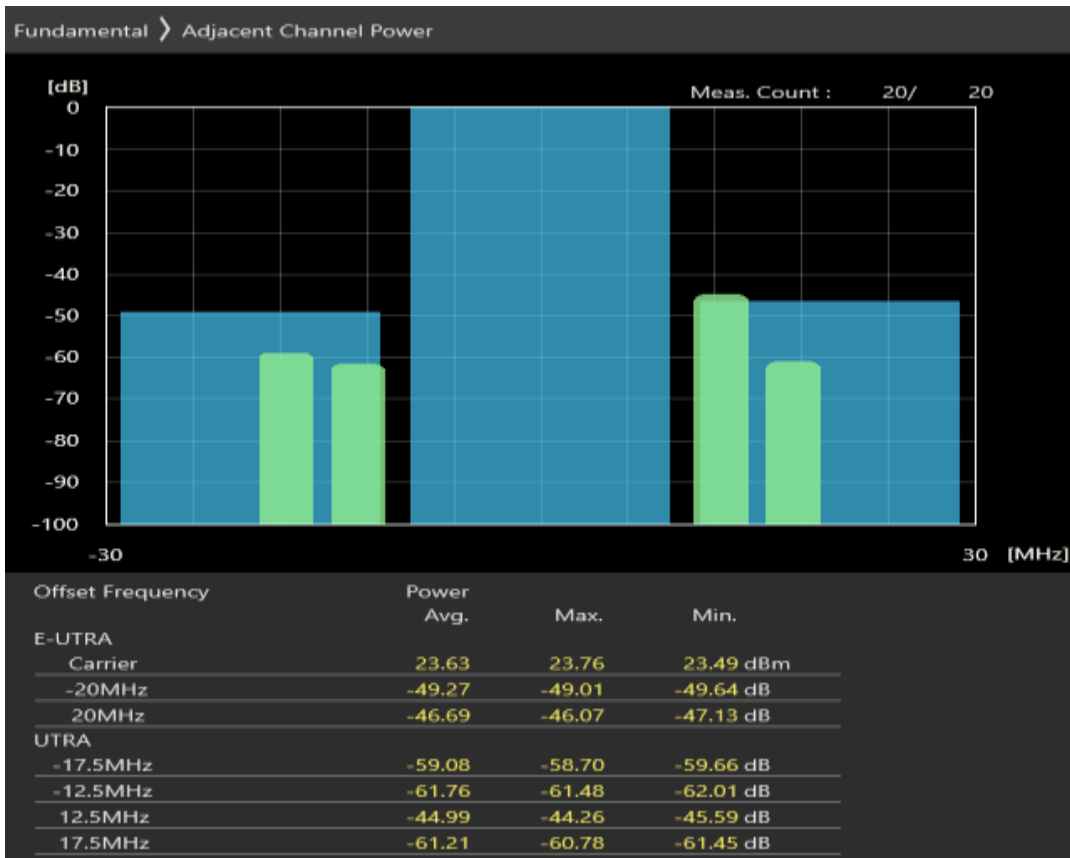 Fundamental ❭ Adjacent Channel Power
[dB]
Meas. Count : 20/ 20
0
-10
-20
-30
-40
-50
-60
-70
-80
-90
-100
-30 30 [MHz]
Offset Frequency Power
Avg. Max. Min.
E-UTRA
Carrier 23.63 23.76 23.49 dBm
-20MHz -49.27 -49.01 -49.64 dB
20MHz -46.69 -46.07 -47.13 dB
UTRA
-17.5MHz -59.08 -58.70 -59.66 dB
-12.5MHz -61.76 -61.48 -62.01 dB
12.5MHz -44.99 -44.26 -45.59 dB
17.5MHz -61.21 -60.78 -61.45 dB